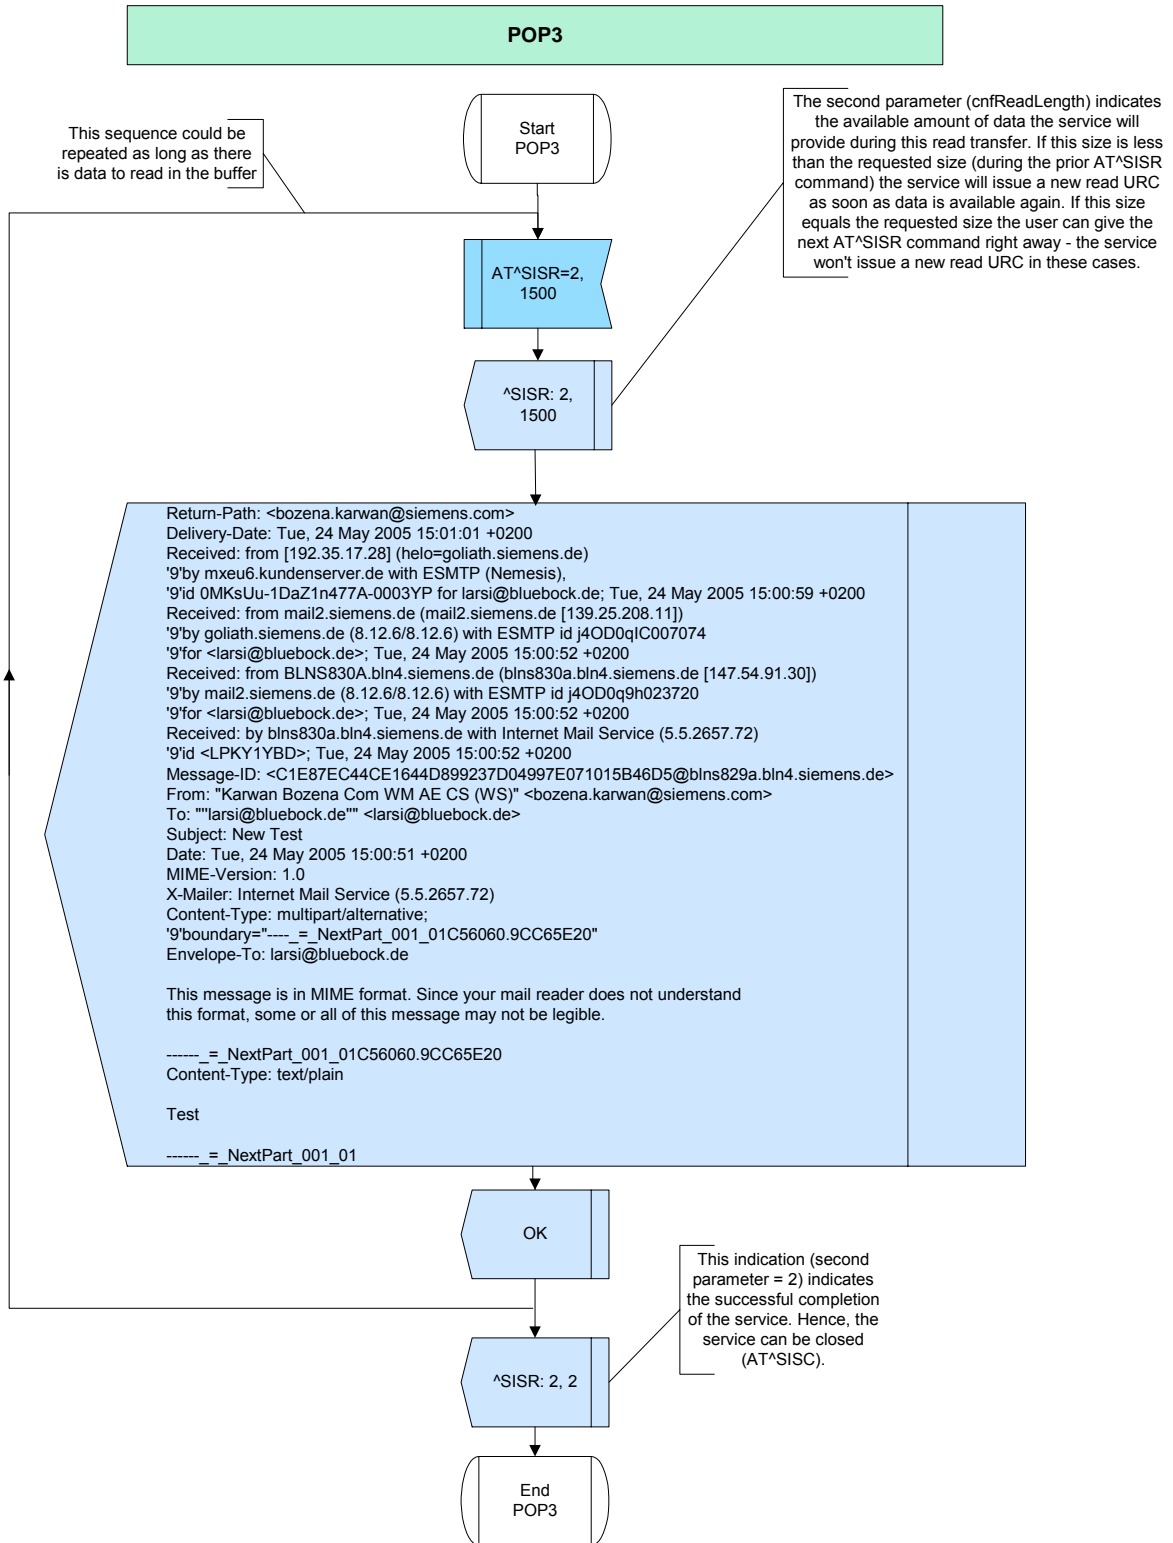 POP3
Start
POP3
This sequence could be
repeated as long as there
is data to read in the buffer
The second parameter (cnfReadLength) indicates
the available amount of data the service will
provide during this read transfer. If this size is less
than the requested size (during the prior AT^SISR
command) the service will issue a new read URC
as soon as data is available again. If this size
equals the requested size the user can give the
next AT^SISR command right away - the service
won't issue a new read URC in these cases.
AT^SISR=2,
1500
^SISR: 2,
1500
Return-Path: <bozena.karwan@siemens.com>
Delivery-Date: Tue, 24 May 2005 15:01:01 +0200
Received: from [192.35.17.28] (helo=goliath.siemens.de)
'9'by mxeu6.kundenserver.de with ESMTP (Nemesis),
'9'id 0MKsUu-1DaZ1n477A-0003YP for larsi@bluebock.de; Tue, 24 May 2005 15:00:59 +0200
Received: from mail2.siemens.de (mail2.siemens.de [139.25.208.11])
'9'by goliath.siemens.de (8.12.6/8.12.6) with ESMTP id j4OD0qIC007074
'9'for <larsi@bluebock.de>; Tue, 24 May 2005 15:00:52 +0200
Received: from BLNS830A.bln4.siemens.de (blns830a.bln4.siemens.de [147.54.91.30])
'9'by mail2.siemens.de (8.12.6/8.12.6) with ESMTP id j4OD0q9h023720
'9'for <larsi@bluebock.de>; Tue, 24 May 2005 15:00:52 +0200
Received: by blns830a.bln4.siemens.de with Internet Mail Service (5.5.2657.72)
'9'id <LPKY1YBD>; Tue, 24 May 2005 15:00:52 +0200
Message-ID: <C1E87EC44CE1644D899237D04997E071015B46D5@blns829a.bln4.siemens.de>
From: "Karwan Bozena Com WM AE CS (WS)" <bozena.karwan@siemens.com>
To: ""larsi@bluebock.de"" <larsi@bluebock.de>
Subject: New Test
Date: Tue, 24 May 2005 15:00:51 +0200
MIME-Version: 1.0
X-Mailer: Internet Mail Service (5.5.2657.72)
Content-Type: multipart/alternative;
'9'boundary="----_=_NextPart_001_01C56060.9CC65E20"
Envelope-To: larsi@bluebock.de
This message is in MIME format. Since your mail reader does not understand
this format, some or all of this message may not be legible.
------_=_NextPart_001_01C56060.9CC65E20
Content-Type: text/plain
Test
------_=_NextPart_001_01
OK
This indication (second
parameter = 2) indicates
the successful completion
of the service. Hence, the
service can be closed
(AT^SISC).
^SISR: 2, 2
End
POP3